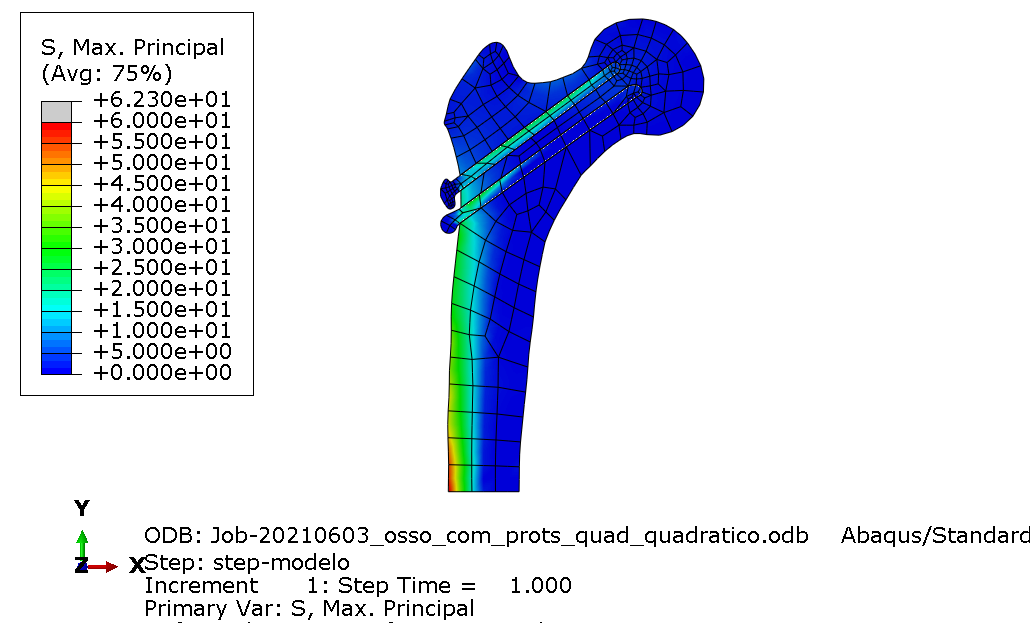 S, Max. Principal
(Avg: 75%)
+6.230e+01
+6.000e+01
+5.500e+01
+5.000e+01
+4.500e+01
+4.000e+01
+3.500e+01
+3.000e+01
+2.500e+01
+2.000e+01
+1.500e+01
+1.000e+01
+5.000e+00
+0.000e+00
Y
Z
X
ODB: Job-20210603_osso_com_prots_quad_quadratico.odb Abaqus/Standard
Step: step-modelo
Increment 1: Step Time = 1.000
Primary Var: S, Max. Principal